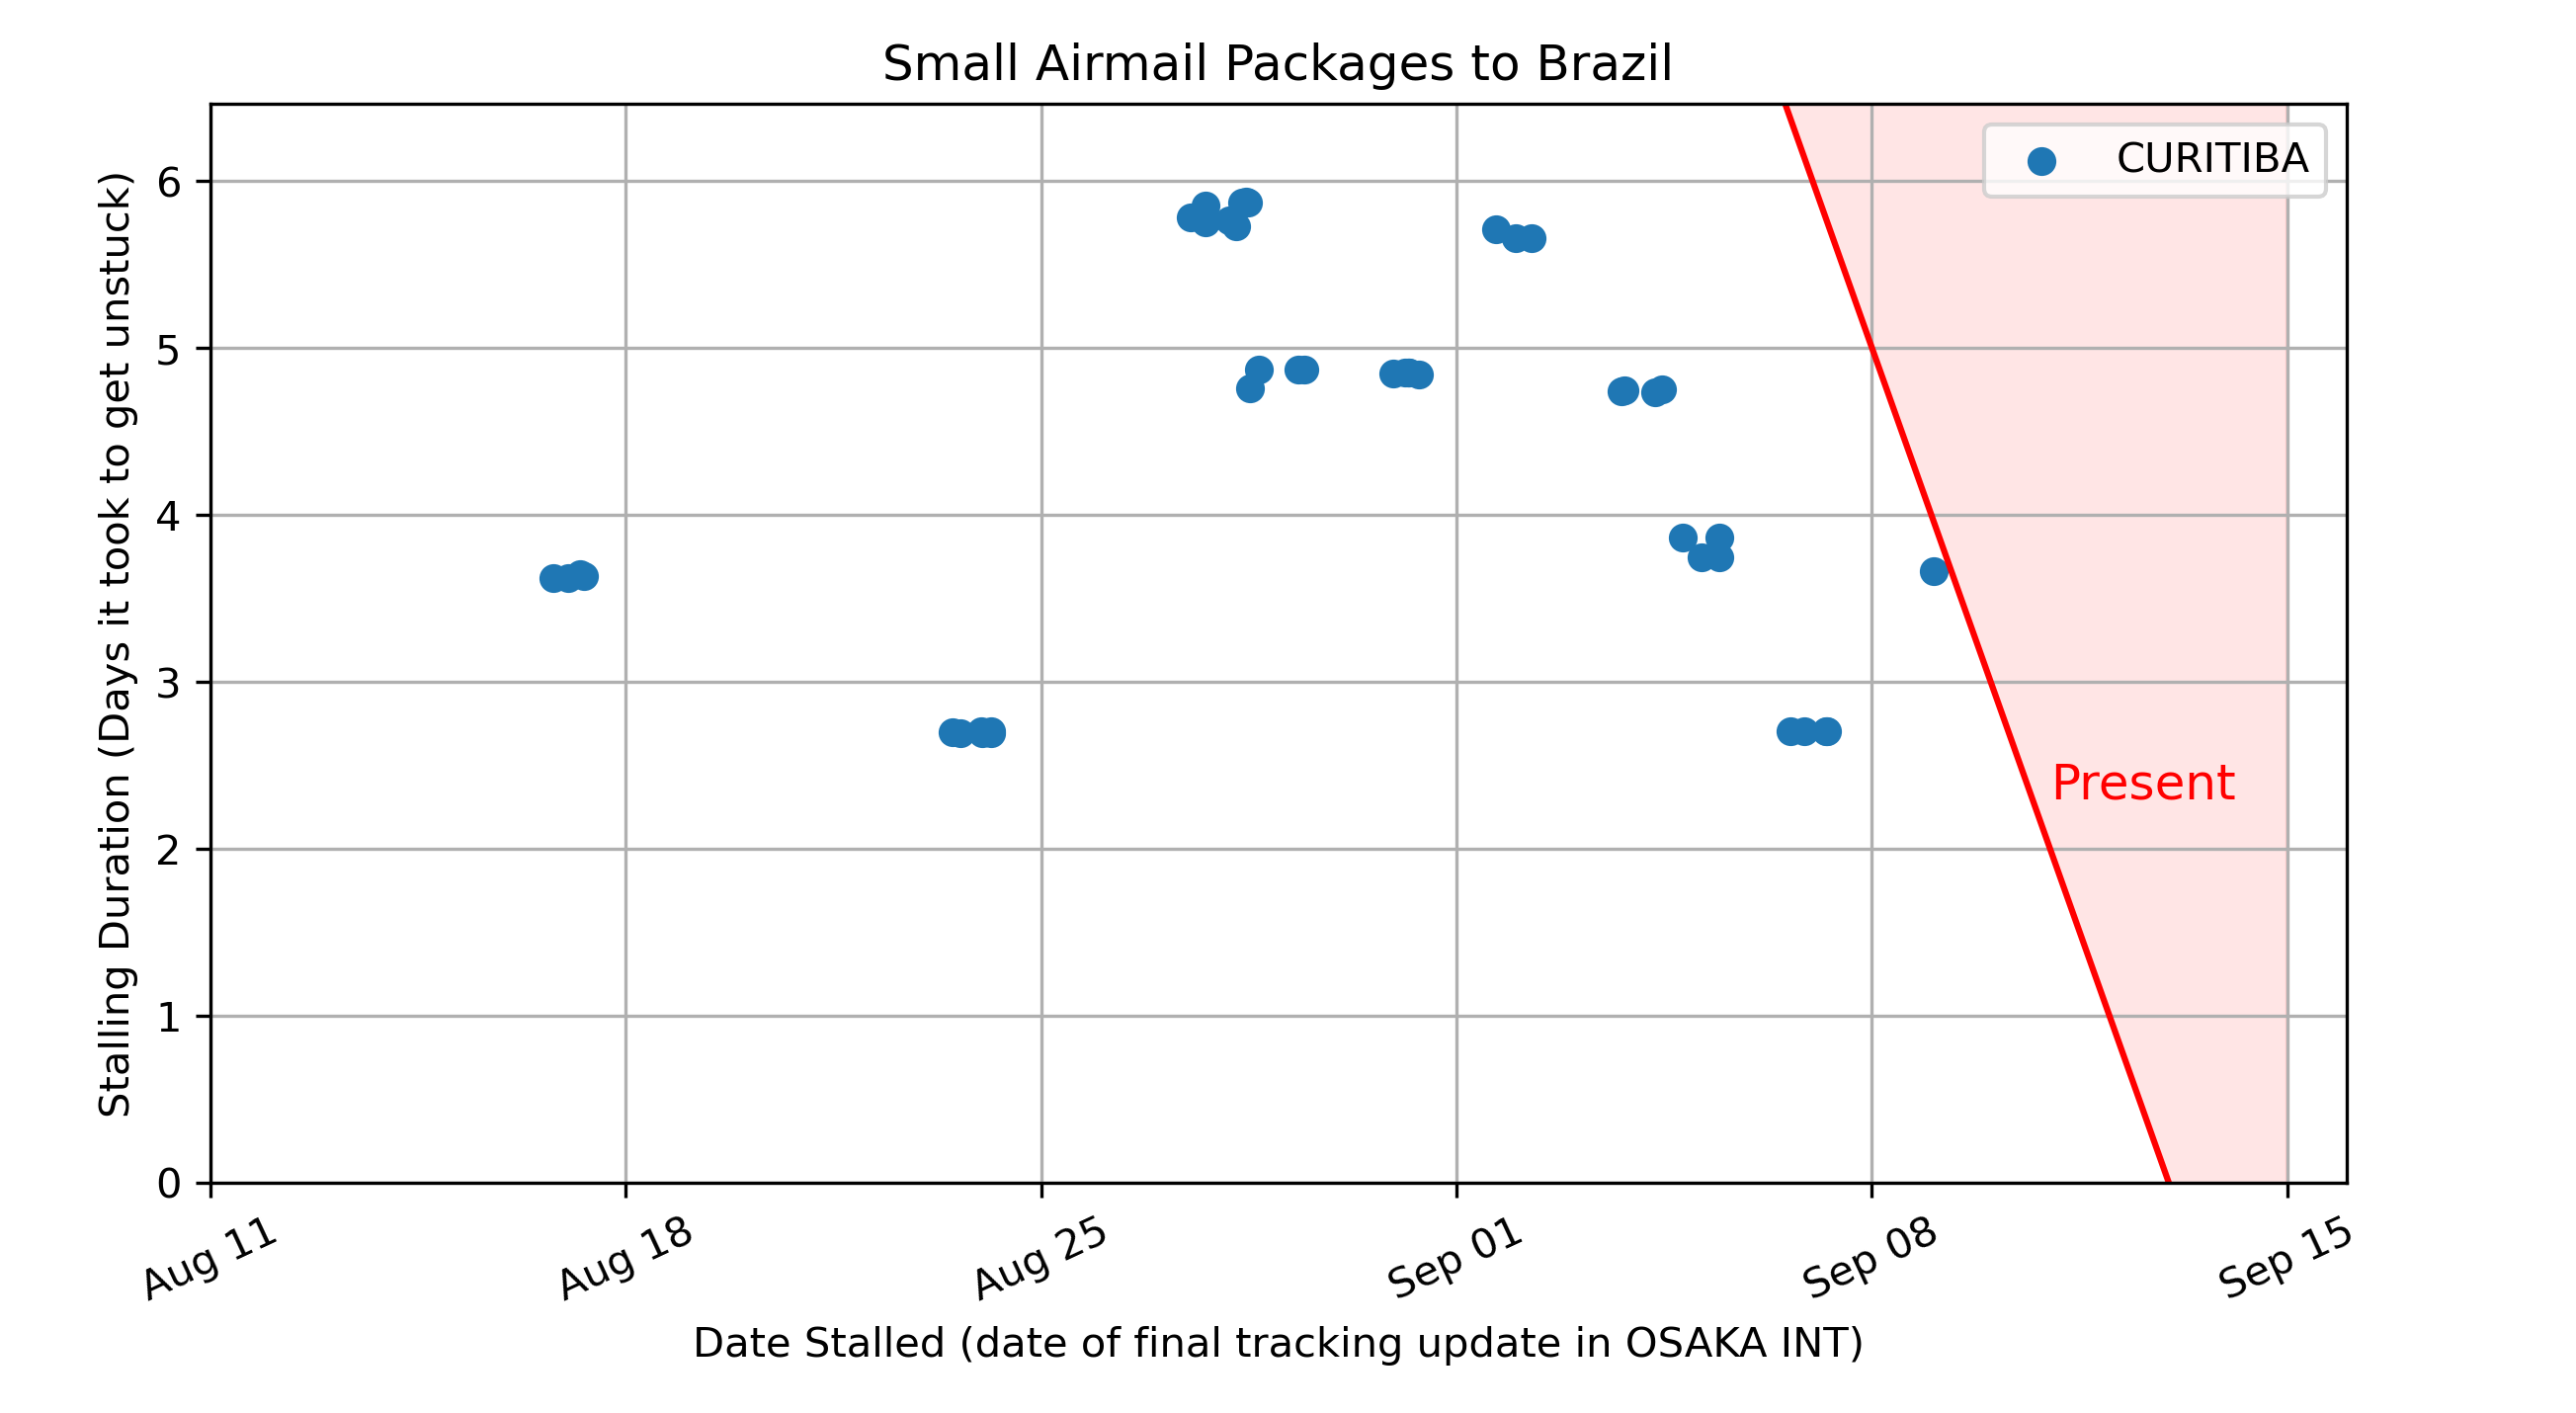 Small Airmail Packages to Brazil
CURITIBA
Stalling Duration (Days it took to get unstuck)
6
5
4
3
2
1
0
Present
Aug 11
Aug 18
Aug 25
Sep 01
Sep 08
Sep 15
Date Stalled (date of final tracking update in OSAKA INT)